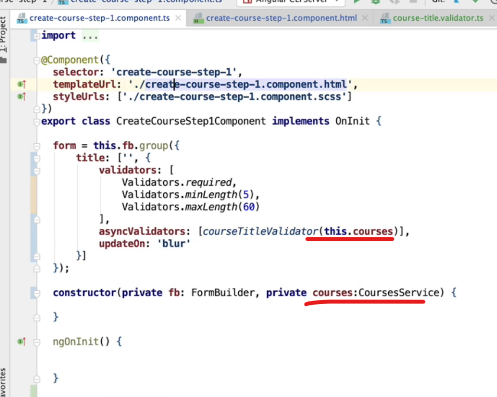 create-course-step-1.component.ts × create-course-step-1.component.html × course-title.validator.ts
1: Project
import ...
@Component({
selector: 'create-course-step-1',
templateUrl: './create-course-step-1.component.html',
styleUrls: ['./create-course-step-1.component.scss']
})
export class CreateCourseStep1Component implements OnInit {
form = this.fb.group({
title: ['', {
validators: [
Validators.required,
Validators.minLength(5),
Validators.maxLength(60)
],
asyncValidators: [courseTitleValidator(this.courses)],
updateOn: 'blur'
}]
});
constructor(private fb: FormBuilder, private courses:CoursesService) {
}
ngOnInit() {
}